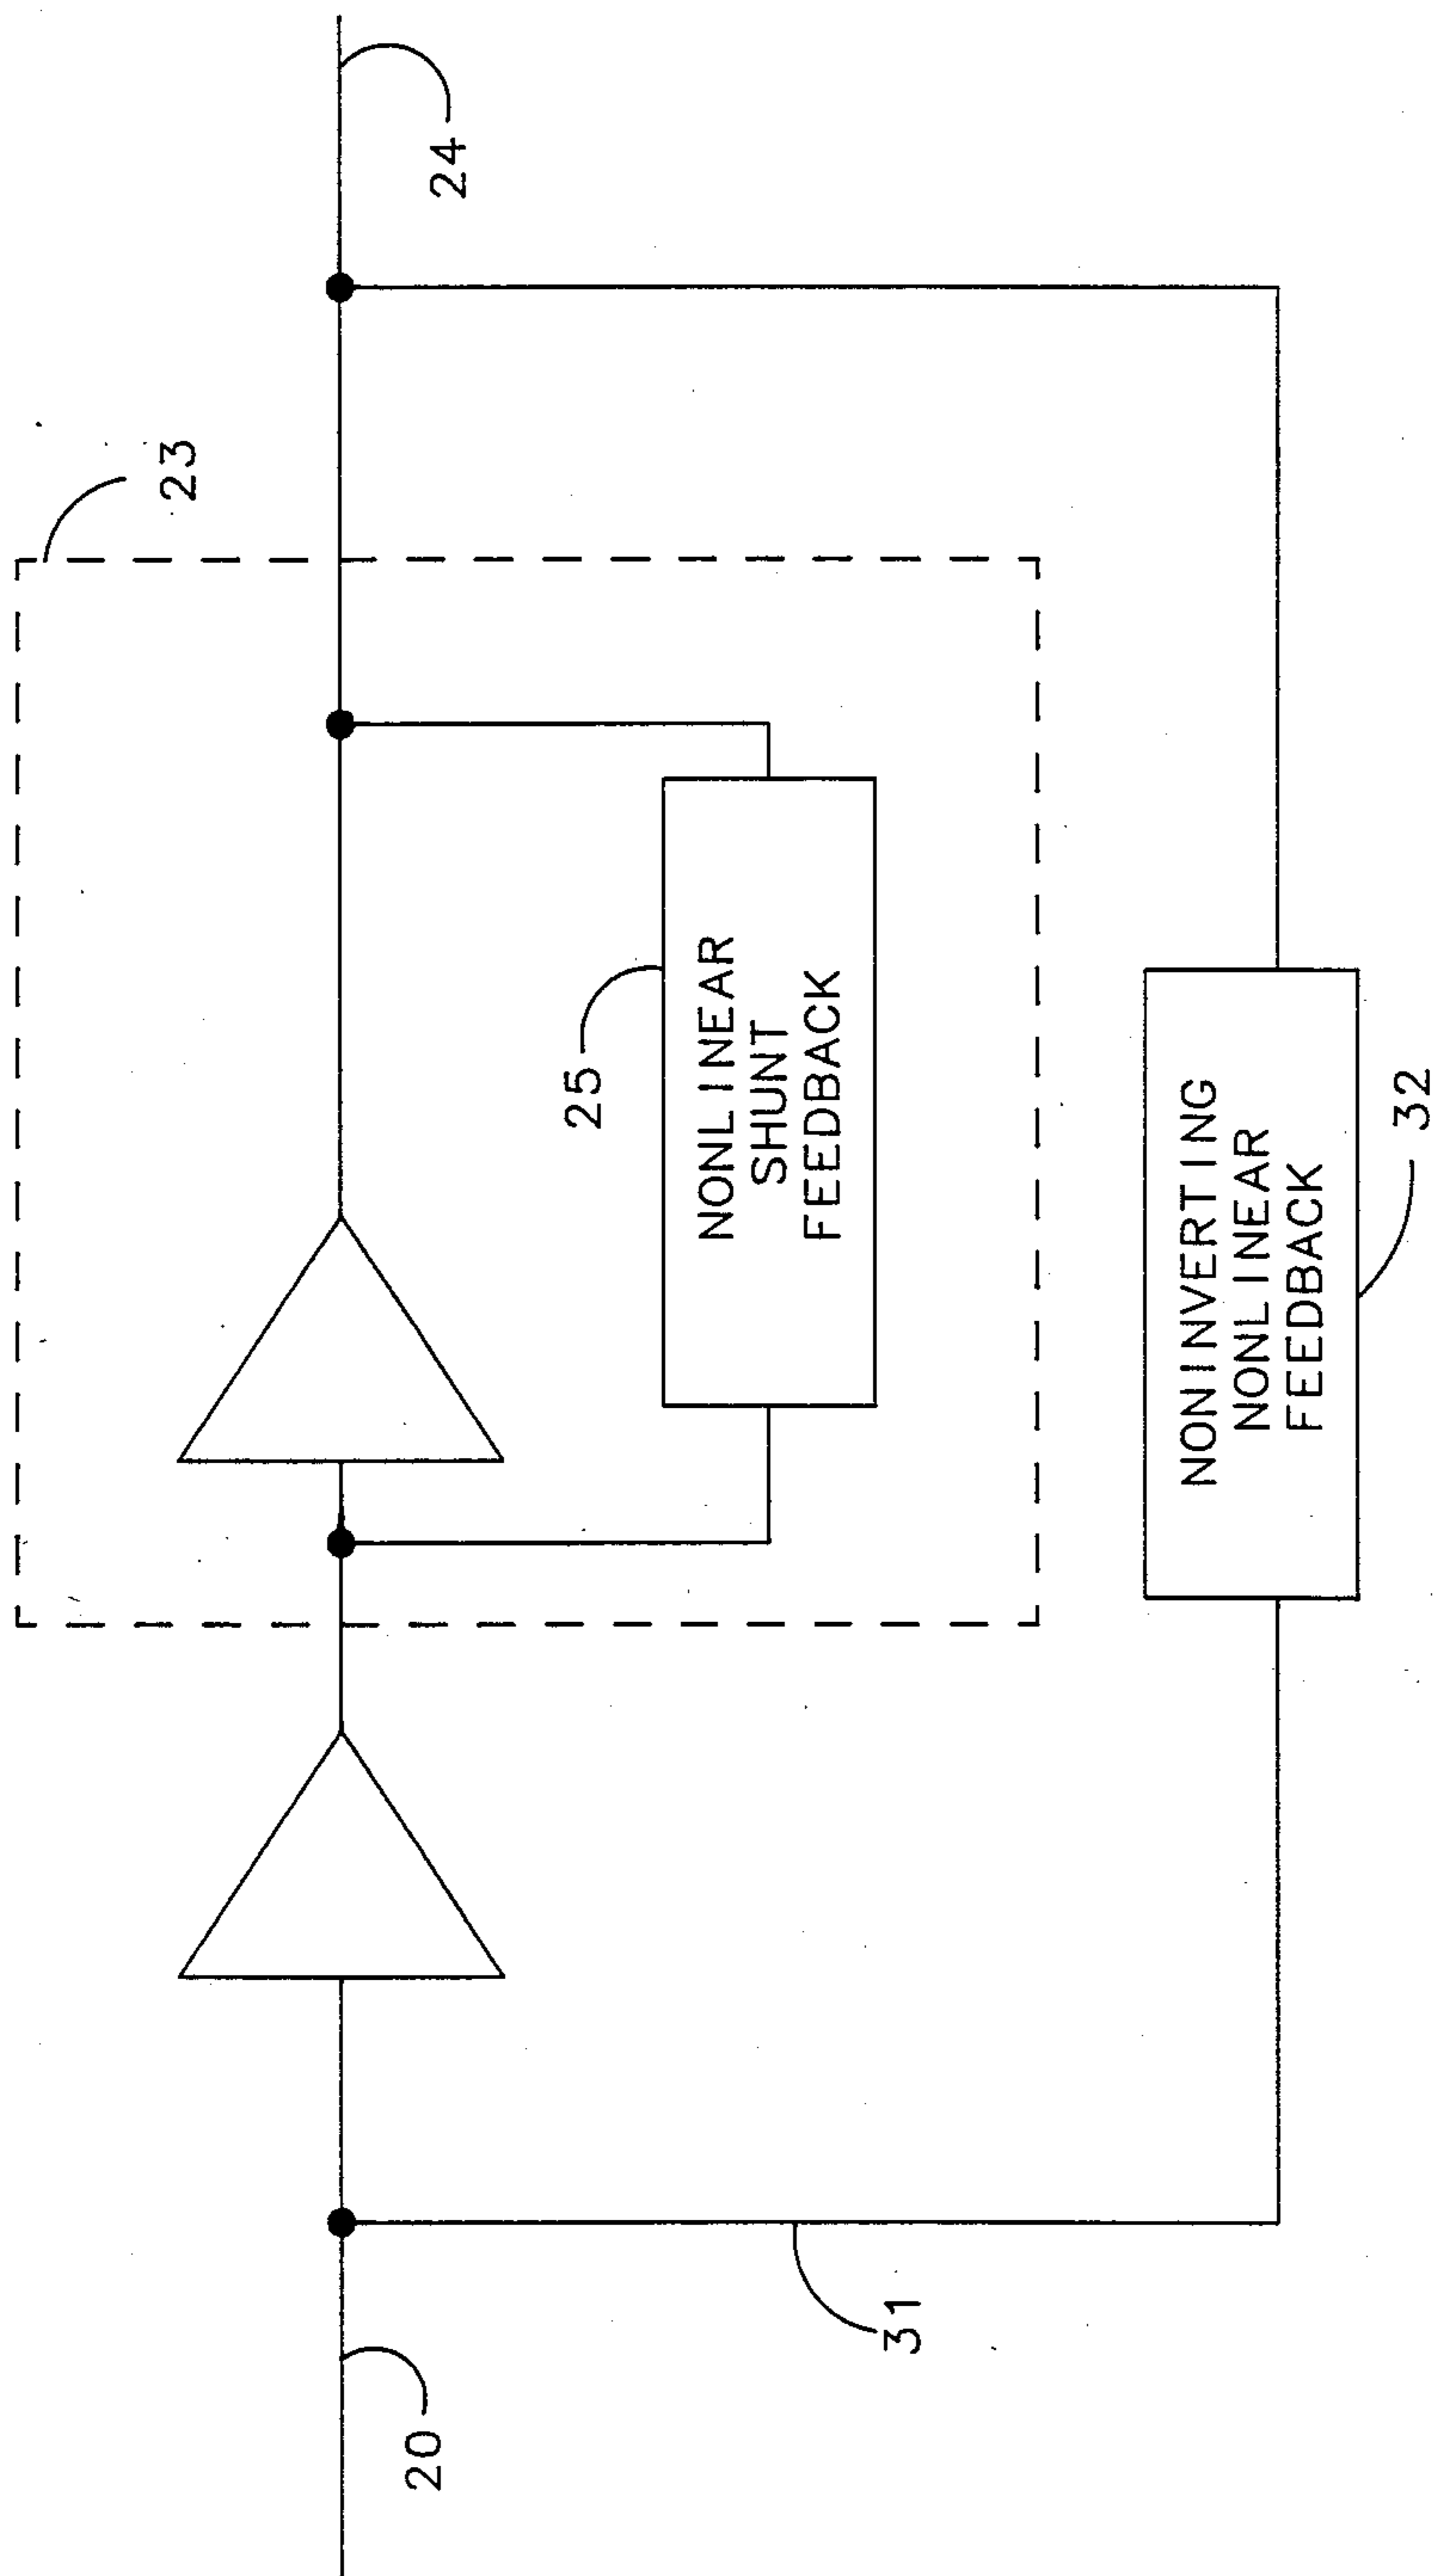 23
24
25
NONLINEAR
SHUNT
FEEDBACK
20
31
NONINVERTING
NONLINEAR
FEEDBACK
32